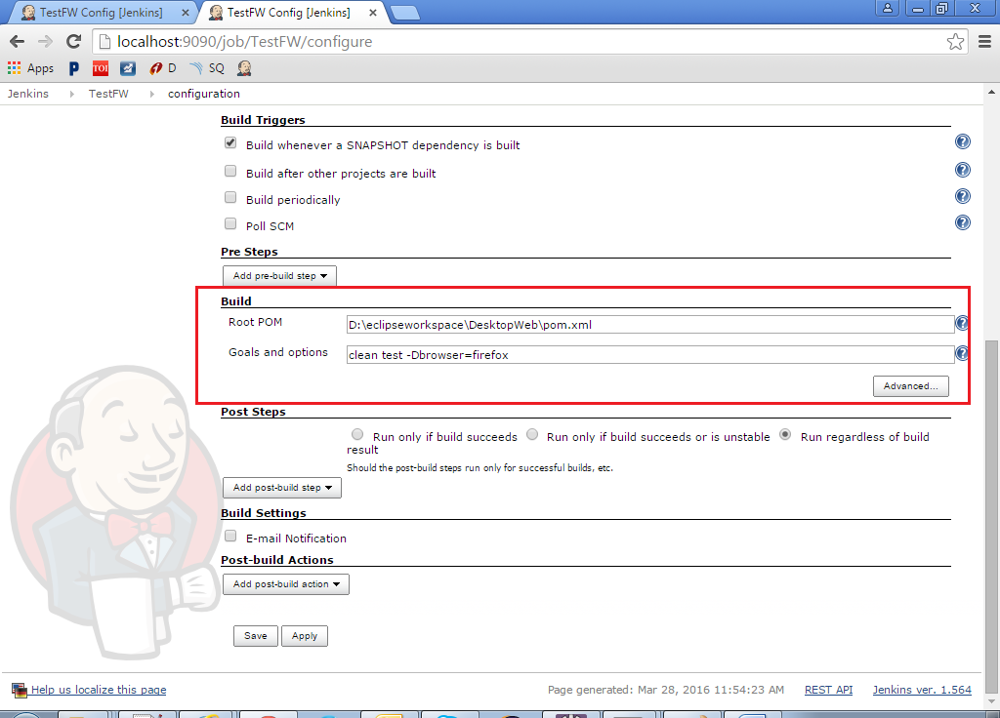 TestFW Config [Jenkins]
TestFW Config [Jenkins]
localhost:9090/job/TestFW/configure
Apps
P
TOI
D
SQ
Jenkins
TestFW
configuration
Build Triggers
Build whenever a SNAPSHOT dependency is built
Build after other projects are built
Build periodically
Poll SCM
Pre Steps
Add pre-build step
Build
Root POM
D:\eclipseworkspace\DesktopWeb\pom.xml
Goals and options
clean test -Dbrowser=firefox
Advanced...
Post Steps
Run only if build succeeds
Run only if build succeeds or is unstable
Run regardless of build
result
Should the post-build steps run only for successful builds, etc.
Add post-build step
Build Settings
E-mail Notification
Post-build Actions
Add post-build action
Save
Apply
Help us localize this page
Page generated: Mar 28, 2016 11:54:23 AM
REST API
Jenkins ver. 1.564